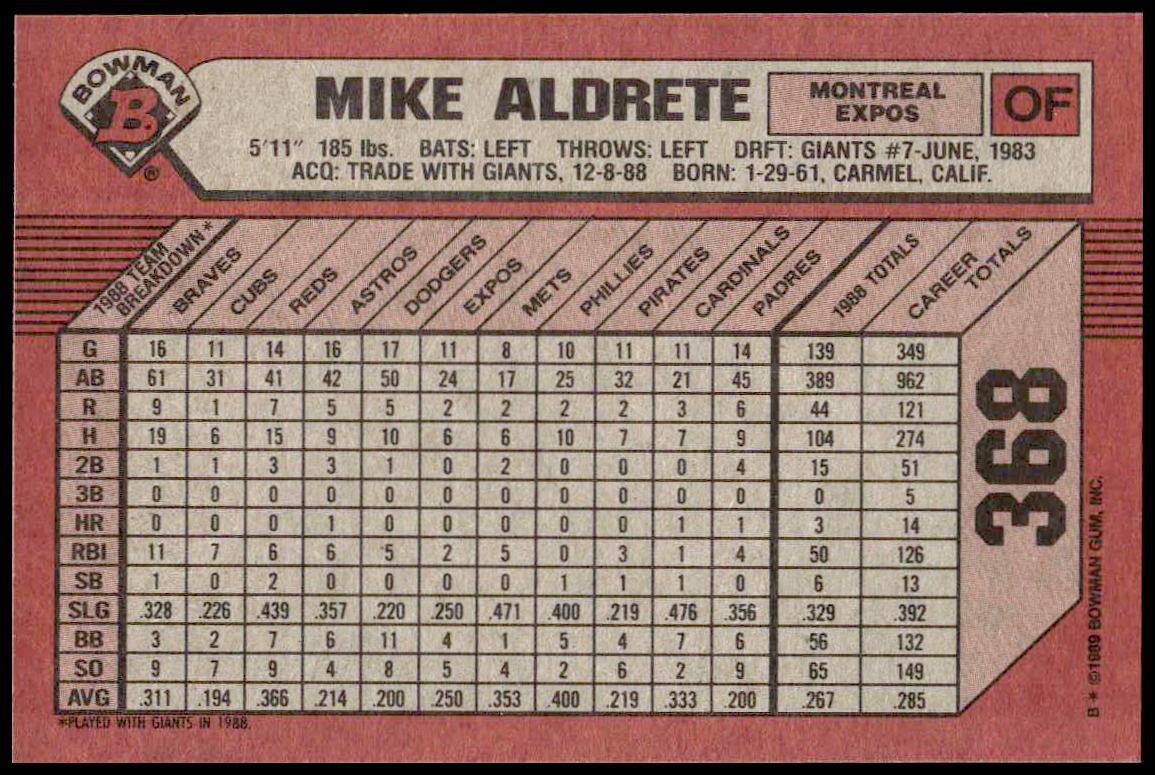 BOWMAN
B
®
MIKE ALDRETE
MONTREAL
EXPOS
OF
5'11" 185 lbs. BATS: LEFT THROWS: LEFT DRFT: GIANTS #7-JUNE, 1983
ACQ: TRADE WITH GIANTS, 12-8-88 BORN: 1-29-61, CARMEL, CALIF.
1988 TEAM BREAKDOWN* BRAVES CUBS REDS ASTROS DODGERS EXPOS METS PHILLIES PIRATES CARDINALS PADRES 1988 TOTALS CAREER TOTALS
G 16 11 14 16 17 11 8 10 11 11 14 139 349
AB 61 31 41 42 50 24 17 25 32 21 45 389 962
R 9 1 7 5 5 2 2 2 2 3 6 44 121
H 19 6 15 9 10 6 6 10 7 7 9 104 274
2B 1 1 3 3 1 0 2 0 0 0 4 15 51
3B 0 0 0 0 0 0 0 0 0 0 0 0 5
HR 0 0 0 1 0 0 0 0 0 1 1 3 14
RBI 11 7 6 6 5 2 5 0 3 1 4 50 126
SB 1 0 2 0 0 0 0 1 1 1 0 6 13
SLG .328 .226 .439 .357 .220 .250 .471 .400 .219 .476 .356 .329 .392
BB 3 2 7 6 11 4 1 5 4 7 6 56 132
SO 9 7 9 4 8 5 4 2 6 2 9 65 149
AVG .311 .194 .366 .214 .200 .250 .353 .400 .219 .333 .200 .267 .285
*PLAYED WITH GIANTS IN 1988.
368
B * ©1989 BOWMAN GUM, INC.